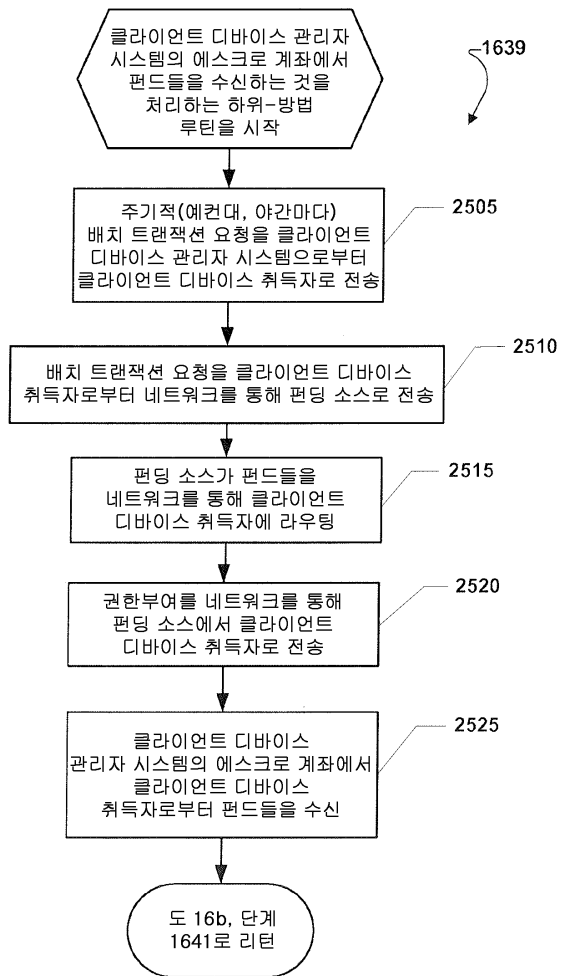 클라이언트 디바이스 관리자
시스템의 에스크로 계좌에서
펀드들을 수신하는 것을
처리하는 하위-방법
루틴을 시작
1639
주기적(예컨대, 야간마다)
배치 트랜잭션 요청을 클라이언트
디바이스 관리자 시스템으로부터
클라이언트 디바이스 취득자로 전송
2505
배치 트랜잭션 요청을 클라이언트 디바이스
취득자로부터 네트워크를 통해 펀딩 소스로 전송
2510
펀딩 소스가 펀드들을
네트워크를 통해 클라이언트
디바이스 취득자에 라우팅
2515
권한부여를 네트워크를 통해
펀딩 소스에서 클라이언트
디바이스 취득자로 전송
2520
클라이언트 디바이스
관리자 시스템의 에스크로 계좌에서
클라이언트 디바이스
취득자로부터 펀드들을 수신
2525
도 16b, 단계
1641로 리턴